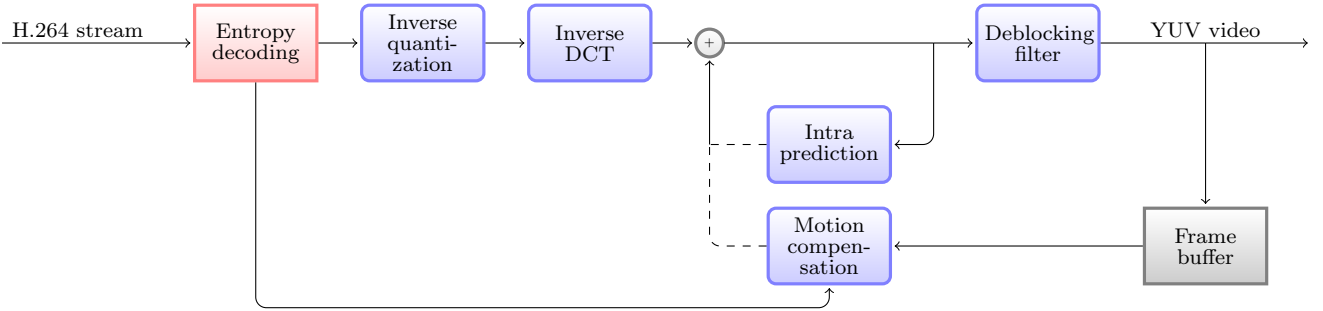 H.264 stream
Entropy
decoding
Inverse
quanti-
zation
Inverse
DCT
+
Deblocking
filter
YUV video
Intra
prediction
Motion
compen-
sation
Frame
buffer